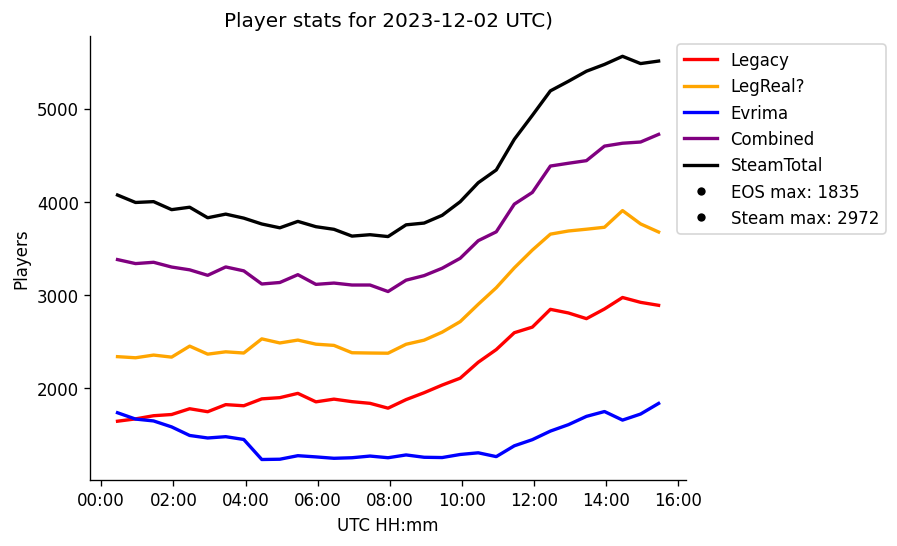 Player stats for 2023-12-02 UTC)
Players
5000
4000
3000
2000
00:00 02:00 04:00 06:00 08:00 10:00 12:00 14:00 16:00
UTC HH:mm
Legacy
LegReal?
Evrima
Combined
SteamTotal
EOS max: 1835
Steam max: 2972